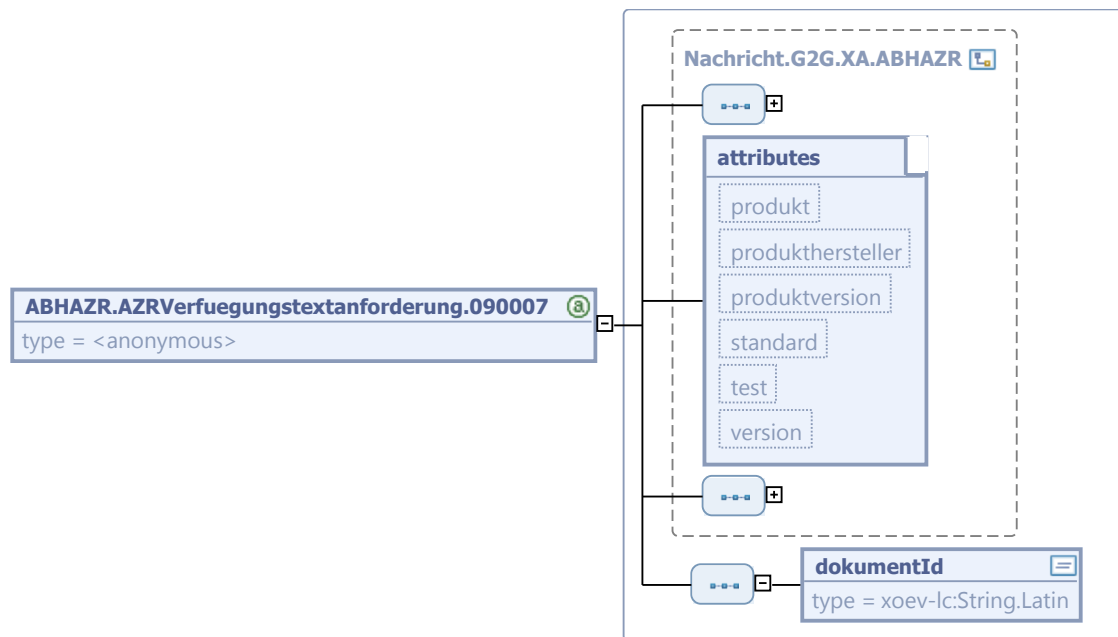 Nachricht.G2G.XA.ABHAZR
attributes
produkt
produkthersteller
produktversion
standard
test
version
ABHAZR.AZRVerfuegungstextanforderung.090007
type = <anonymous>
dokumentId
type = xoev-lc:String.Latin